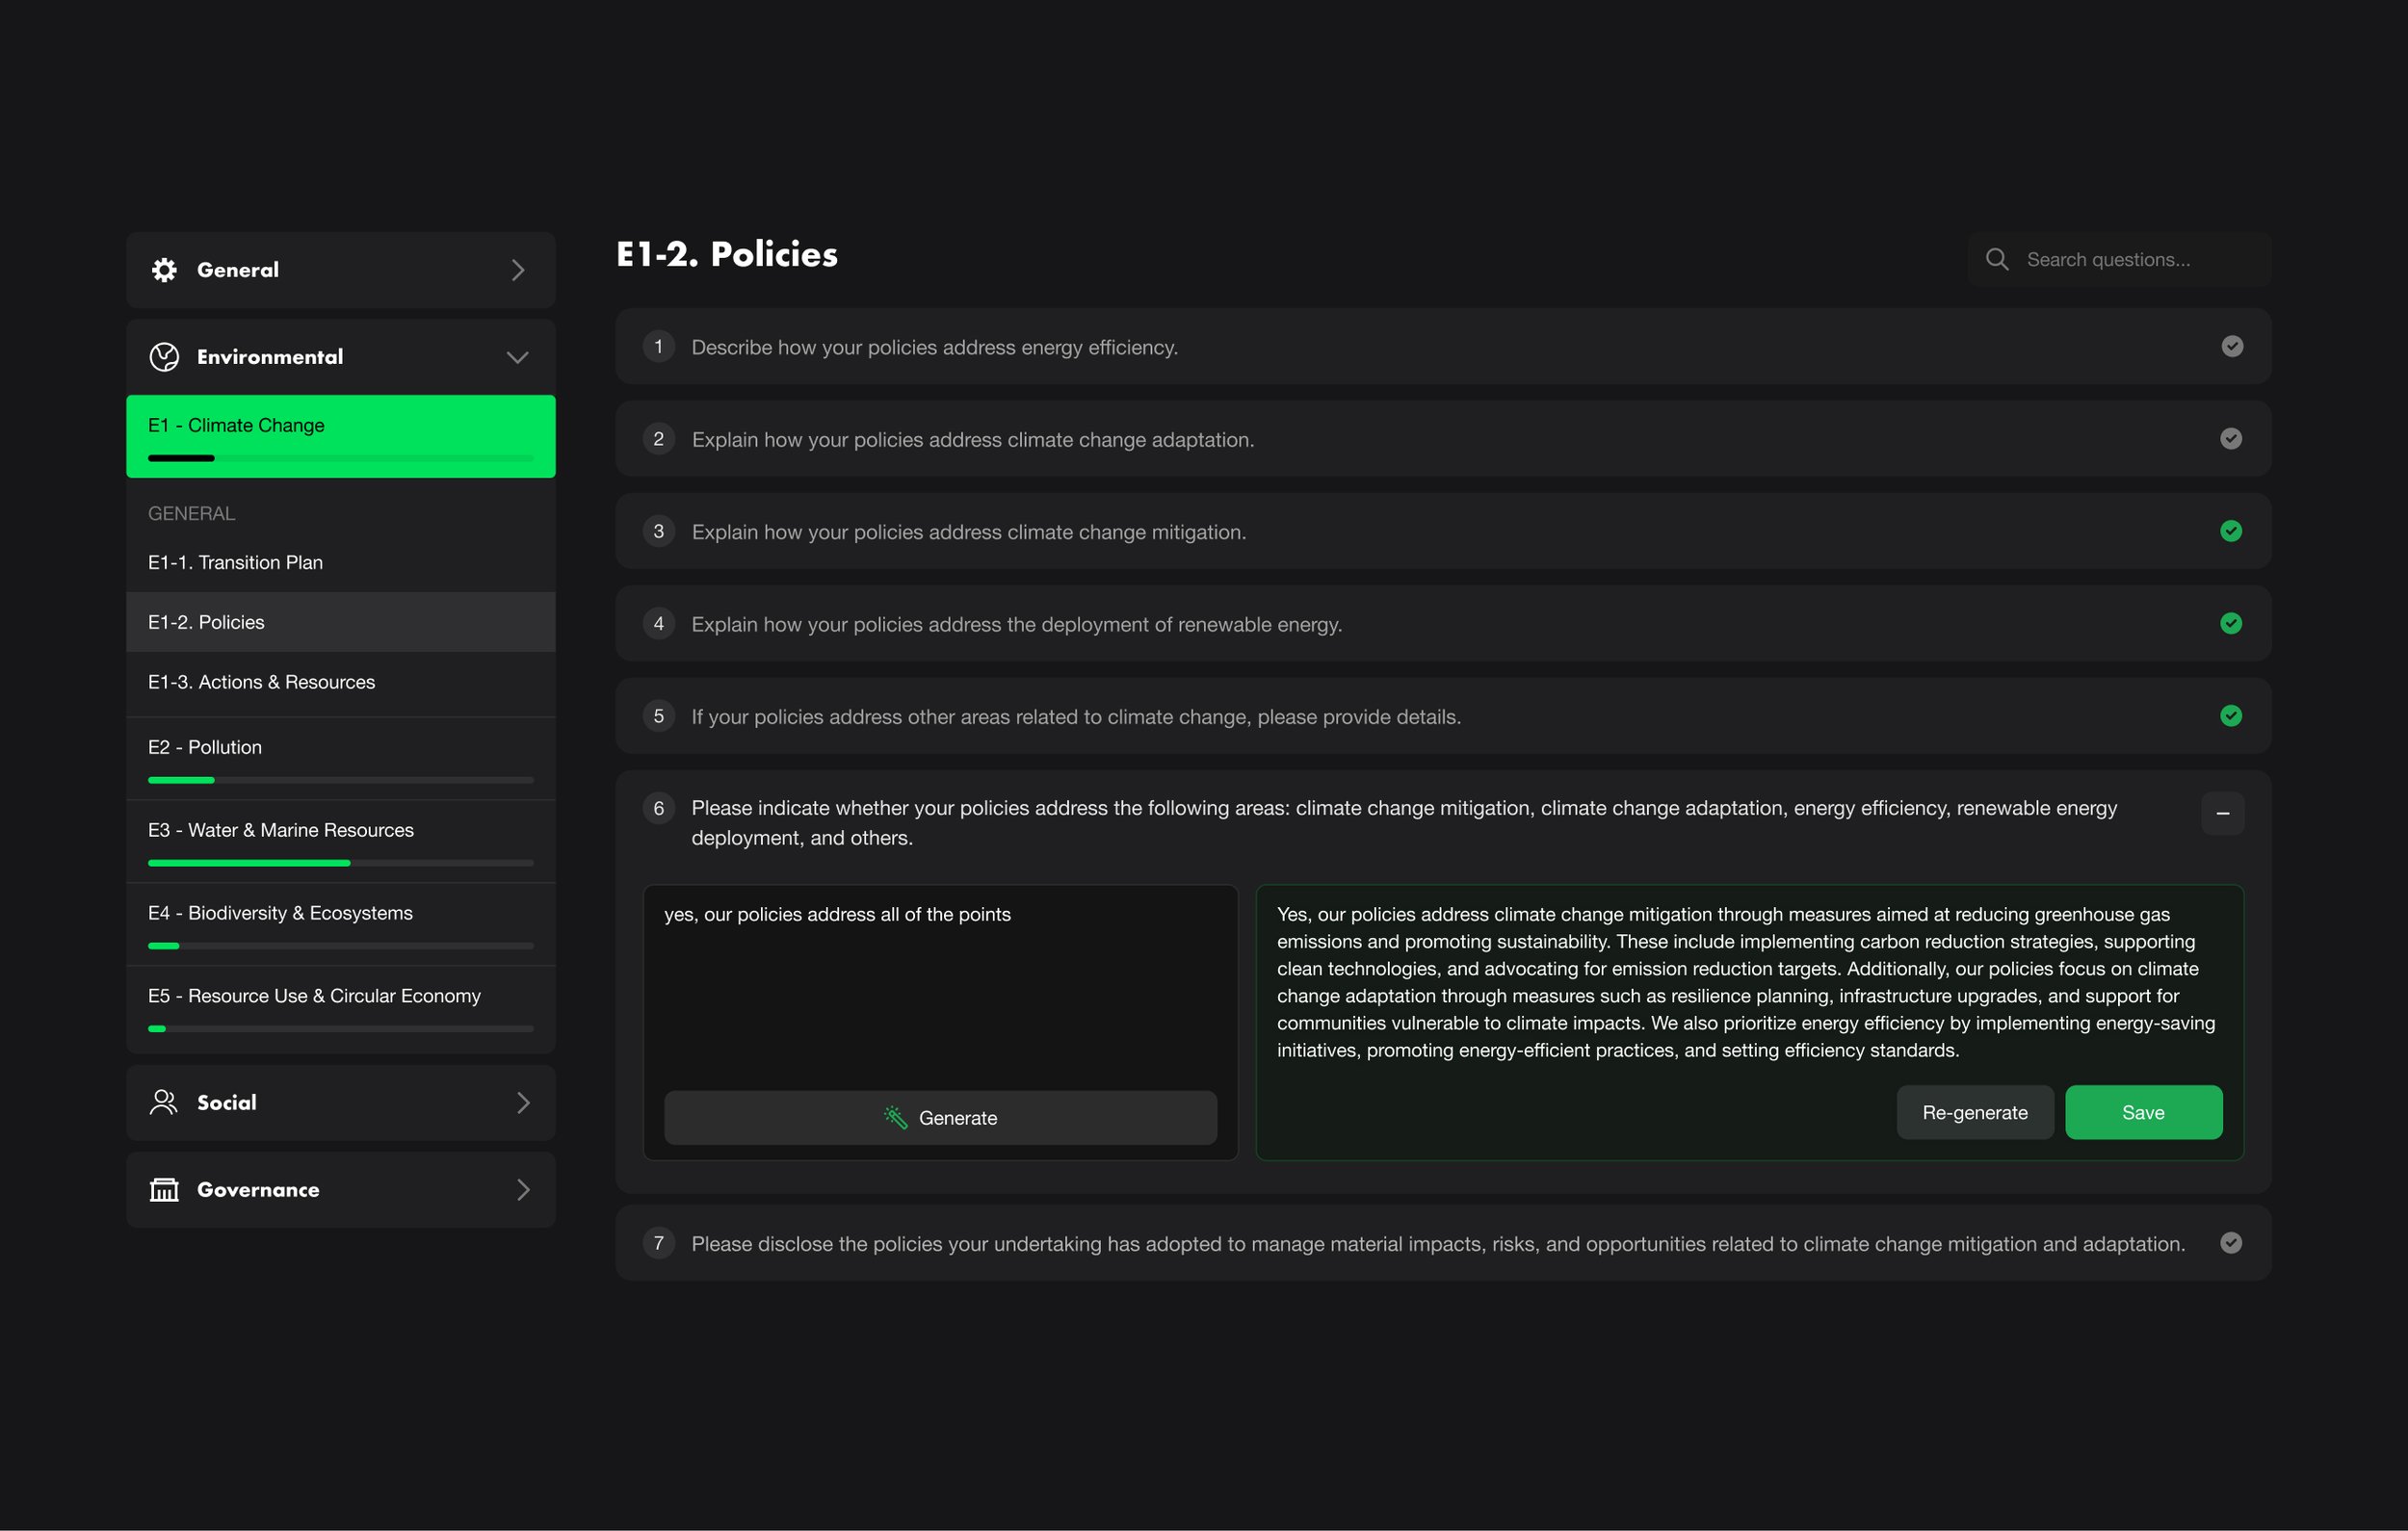 General
Environmental
E1 - Climate Change
GENERAL
E1-1. Transition Plan
E1-2. Policies
E1-3. Actions & Resources
E2 - Pollution
E3 - Water & Marine Resources
E4 - Biodiversity & Ecosystems
E5 - Resource Use & Circular Economy
Social
Governance
E1-2. Policies
Search questions...
1 Describe how your policies address energy efficiency.
2 Explain how your policies address climate change adaptation.
3 Explain how your policies address climate change mitigation.
4 Explain how your policies address the deployment of renewable energy.
5 If your policies address other areas related to climate change, please provide details.
6 Please indicate whether your policies address the following areas: climate change mitigation, climate change adaptation, energy efficiency, renewable energy
deployment, and others.
yes, our policies address all of the points
Generate
Yes, our policies address climate change mitigation through measures aimed at reducing greenhouse gas
emissions and promoting sustainability. These include implementing carbon reduction strategies, supporting
clean technologies, and advocating for emission reduction targets. Additionally, our policies focus on climate
change adaptation through measures such as resilience planning, infrastructure upgrades, and support for
communities vulnerable to climate impacts. We also prioritize energy efficiency by implementing energy-saving
initiatives, promoting energy-efficient practices, and setting efficiency standards.
Re-generate
Save
7 Please disclose the policies your undertaking has adopted to manage material impacts, risks, and opportunities related to climate change mitigation and adaptation.